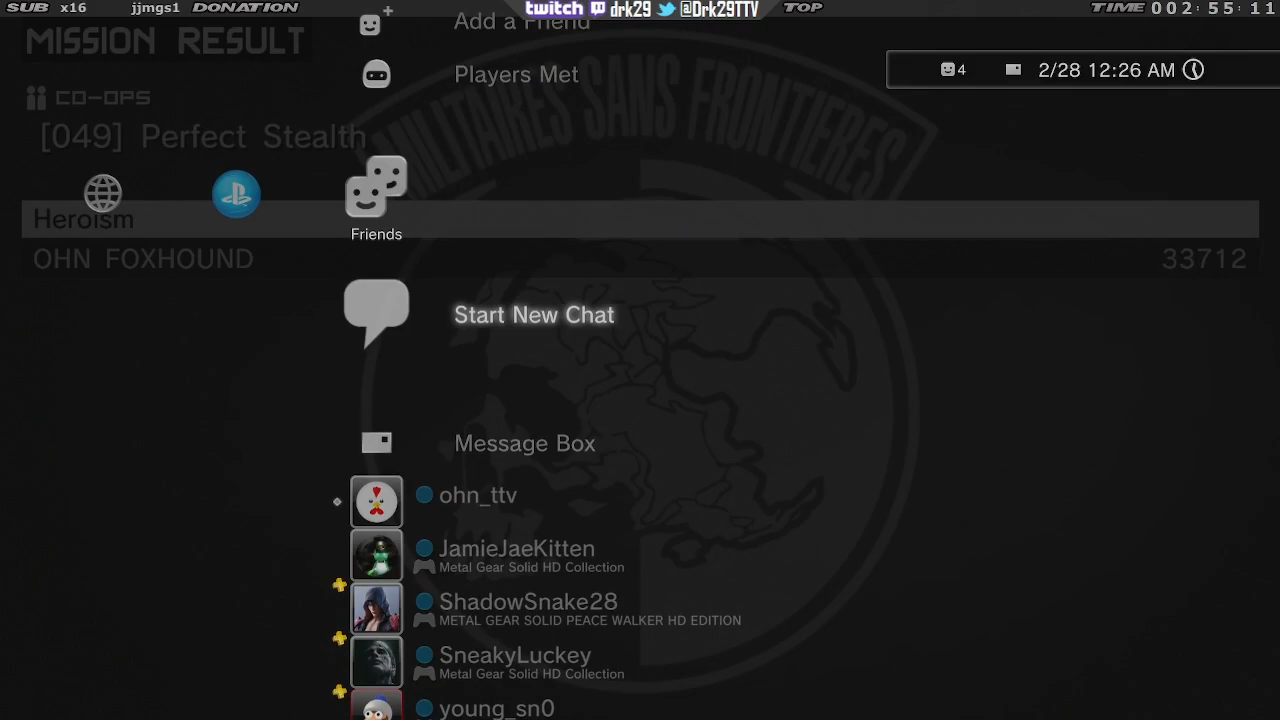 SUB x16 jjmgs1 DONATION twitch drk29 @Drk29TTV TOP TIME 002:55:11
MISSION RESULT
Add a Friend
Players Met
4 2/28 12:26 AM
CO-OPS
[049] Perfect Stealth
MILITAIRES SANS FRONTIERES
Heroism
Friends
OHN FOXHOUND 33712
Start New Chat
Message Box
ohn_ttv
JamieJaeKitten
Metal Gear Solid HD Collection
ShadowSnake28
METAL GEAR SOLID PEACE WALKER HD EDITION
SneakyLuckey
Metal Gear Solid HD Collection
young_sn0